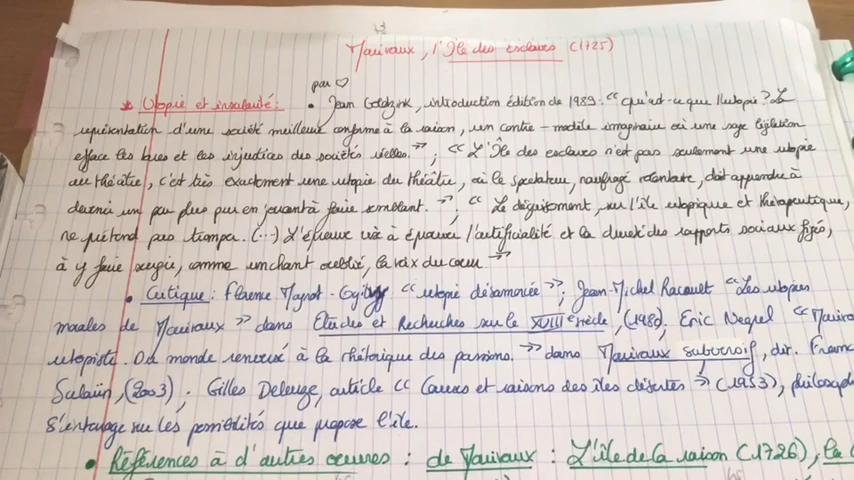 Marivaux, l'Île des esclaves (1725)
par ♡
* Utopie et insularité : • Jean Goldzink, introduction édition de 1989 : « qu'est-ce que l'utopie ? La
représentation d'une société meilleure conforme à la raison, un contre-modèle imaginaire où une sage législation
efface les tares et les injustices des sociétés réelles. » ; « L'Île des esclaves n'est pas seulement une utopie
au théâtre, c'est très exactement une utopie du théâtre, où le spectateur, naufragé volontaire, doit apprendre à
devenir un peu plus pur en jouant à faire semblant. » ; « Le déguisement, sur l'île utopique et thérapeutique,
ne prétend pas tromper. (...) L'épreuve vise à éprouver l'artificialité et la dureté des rapports sociaux figés,
à y faire surgir, comme un chant oublié, la voix du cœur »
• Critique : Florence Magnot-Ogilvy « utopie désamorcée » ; Jean-Michel Racault « Les utopies
morales de Marivaux » dans Etudes et Recherches sur le XVIIIe siècle, (1980) ; Eric Negrel « Marivaux
utopiste. Du monde renversé à la rhétorique des passions. » dans Marivaux subversif, dir. Franc
Salaün, (2003) ; Gilles Deleuze, article « Causes et raisons des îles désertes » (1953), philosoph
s'interroge sur les possibilités que propose l'île.
• Références à d'autres oeuvres : de Marivaux : L'île de la raison (1726), la